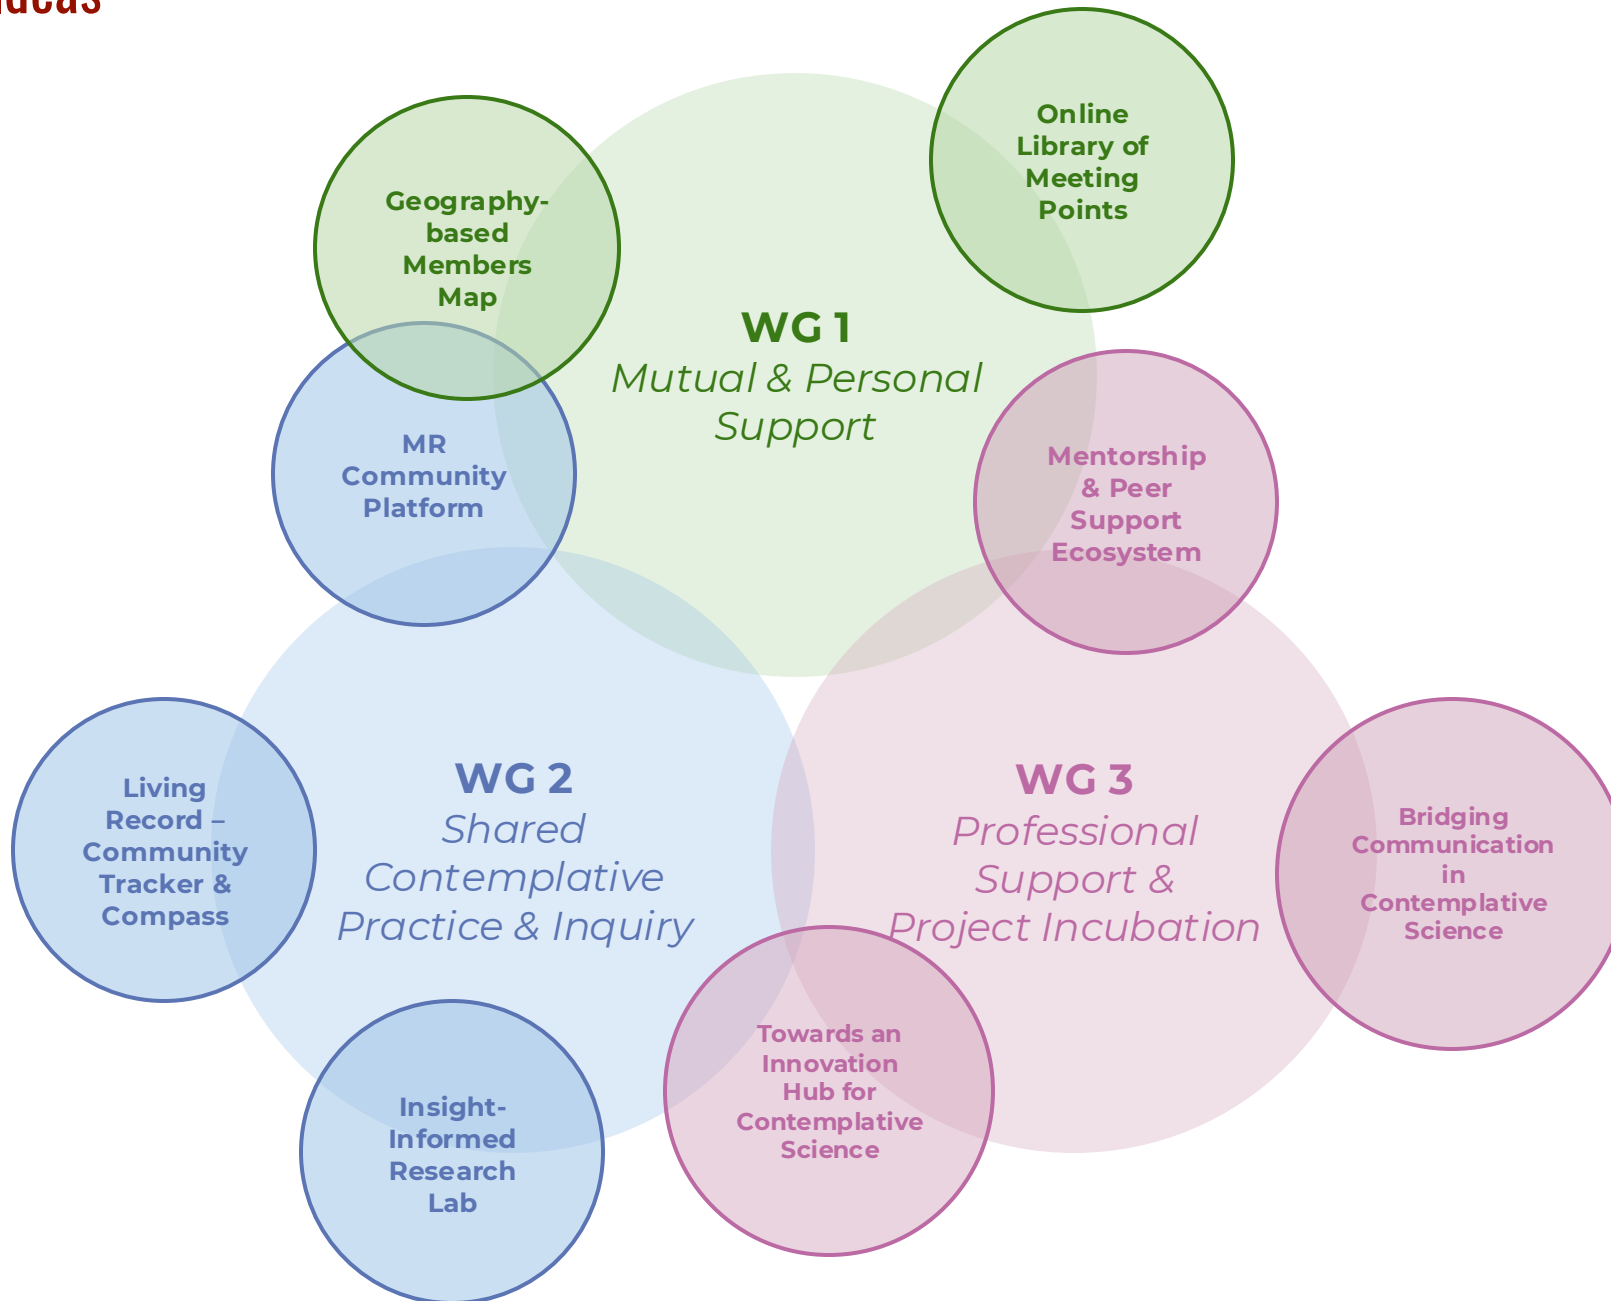 Online
Library of
Meeting
Points
Geography-
based
Members
Map
WG 1
Mutual & Personal
Support
MR
Community
Platform
Mentorship
& Peer
Support
Ecosystem
WG 2
Shared
Contemplative
Practice & Inquiry
WG 3
Professional
Support &
Project Incubation
Living
Record –
Community
Tracker &
Compass
Bridging
Communication
in
Contemplative
Science
Towards an
Innovation
Hub for
Contemplative
Science
Insight-
Informed
Research
Lab